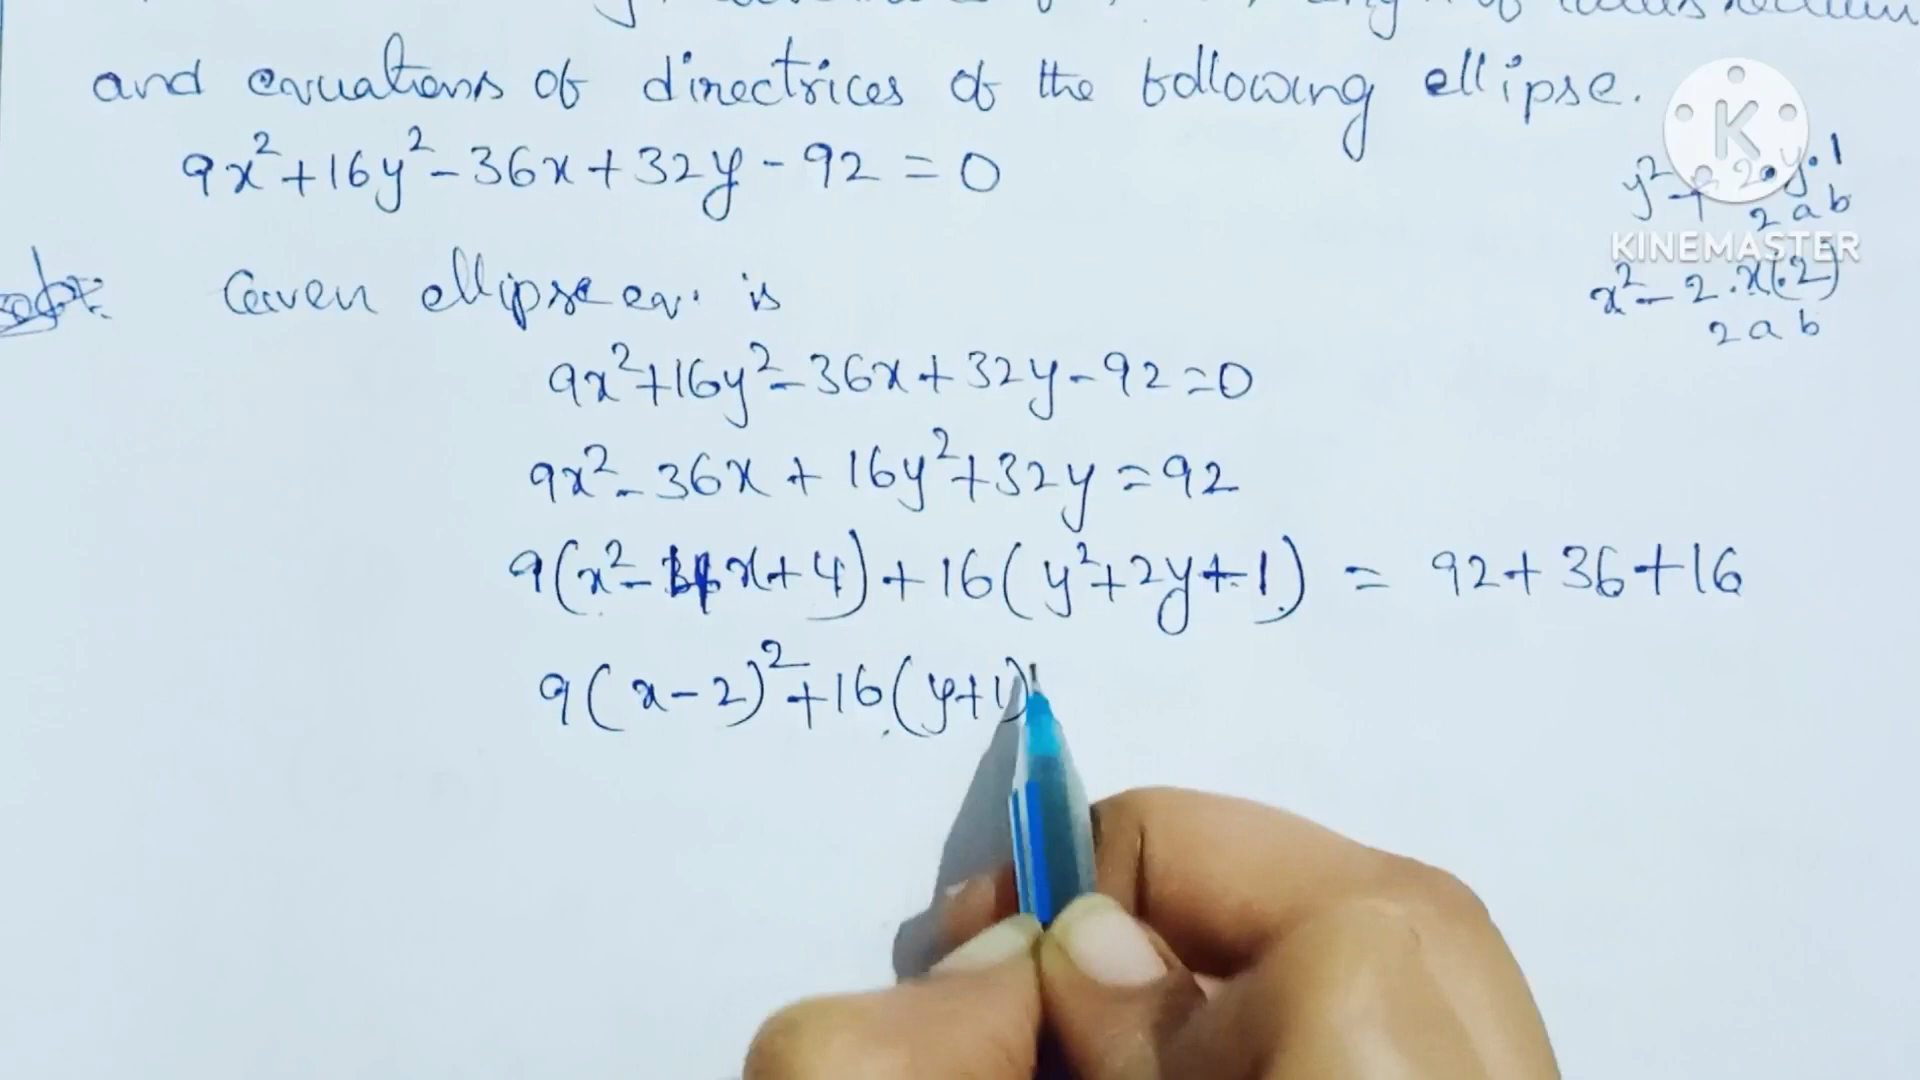 and equations of directrices of the following ellipse.
9x²+16y²-36x+32y-92=0
y²+2.y.1
2ab
KINEMASTER
x²-2.x(.2)
2ab
Soln:
Given ellipse eq. is
9x²+16y²-36x+32y-92=0
9x²-36x+16y²+32y=92
9(x²-4x+4)+16(y²+2y+1)=92+36+16
9(x-2)²+16(y+1)